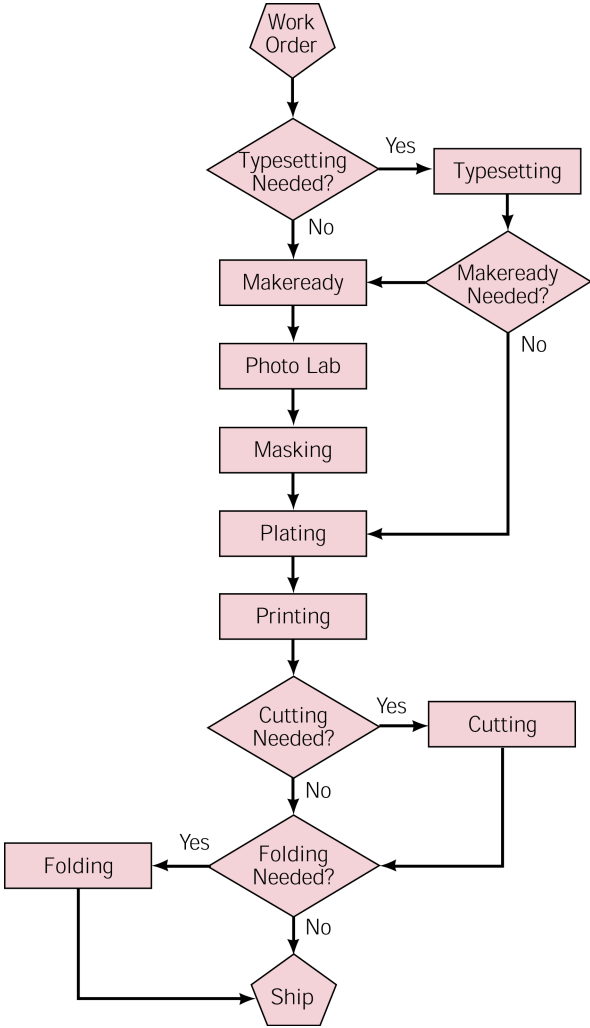 Work
Order
Typesetting
Needed?
Yes
Typesetting
No
Makeready
Makeready
Needed?
No
Photo Lab
Masking
Plating
Printing
Cutting
Needed?
Yes
Cutting
No
Folding
Needed?
Yes
Folding
No
Ship